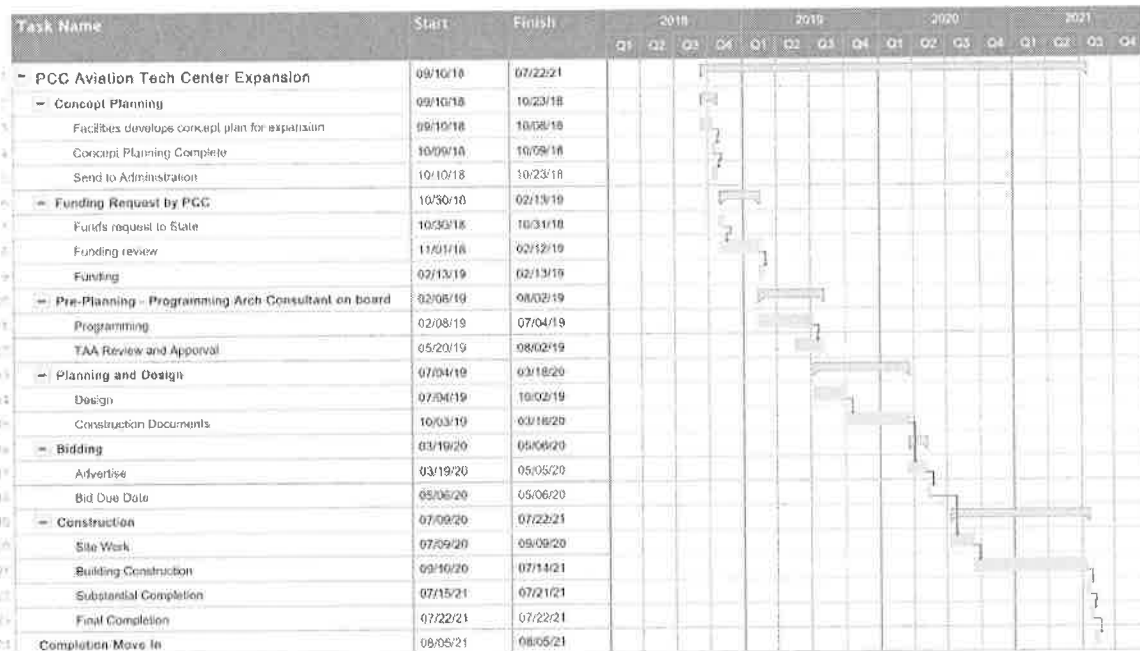 Task Name Start Finish 2018 2019 2020 2021
Q1 Q2 Q3 Q4 Q1 Q2 Q3 Q4 Q1 Q2 Q3 Q4 Q1 Q2 Q3 Q4
PCC Aviation Tech Center Expansion 09/10/18 07/22/21
Concept Planning 09/10/18 10/23/18
Facilities develops concept plan for expansion 09/10/18 10/08/18
Concept Planning Complete 10/09/18 10/09/18
Send to Administration 10/10/18 10/23/18
Funding Request by PCC 10/30/18 02/13/19
Funds request to State 10/30/18 10/31/18
Funding review 11/01/18 02/12/19
Funding 02/13/19 02/13/19
Pre-Planning - Programming Arch Consultant on board 02/08/19 08/02/19
Programming 02/08/19 07/04/19
TAA Review and Apporval 05/20/19 08/02/19
Planning and Design 07/04/19 03/18/20
Design 07/04/19 10/02/19
Construction Documents 10/03/19 03/18/20
Bidding 03/19/20 05/06/20
Advertise 03/19/20 05/05/20
Bid Due Date 05/06/20 05/06/20
Construction 07/09/20 07/22/21
Site Work 07/09/20 09/09/20
Building Construction 09/10/20 07/14/21
Substantial Completion 07/15/21 07/21/21
Final Completion 07/22/21 07/22/21
Completion Move In 08/05/21 08/05/21